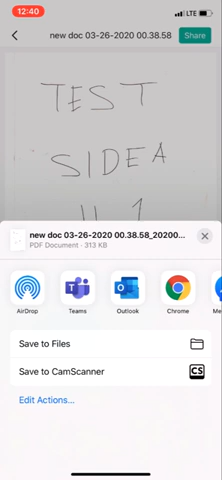 12:40
LTE
new doc 03-26-2020 00.38.58
Share
TEST
SIDE A
new doc 03-26-2020 00.38.58_20200...
PDF Document · 313 KB
AirDrop
Teams
Outlook
Chrome
Me
Save to Files
Save to CamScanner
CS
Edit Actions...